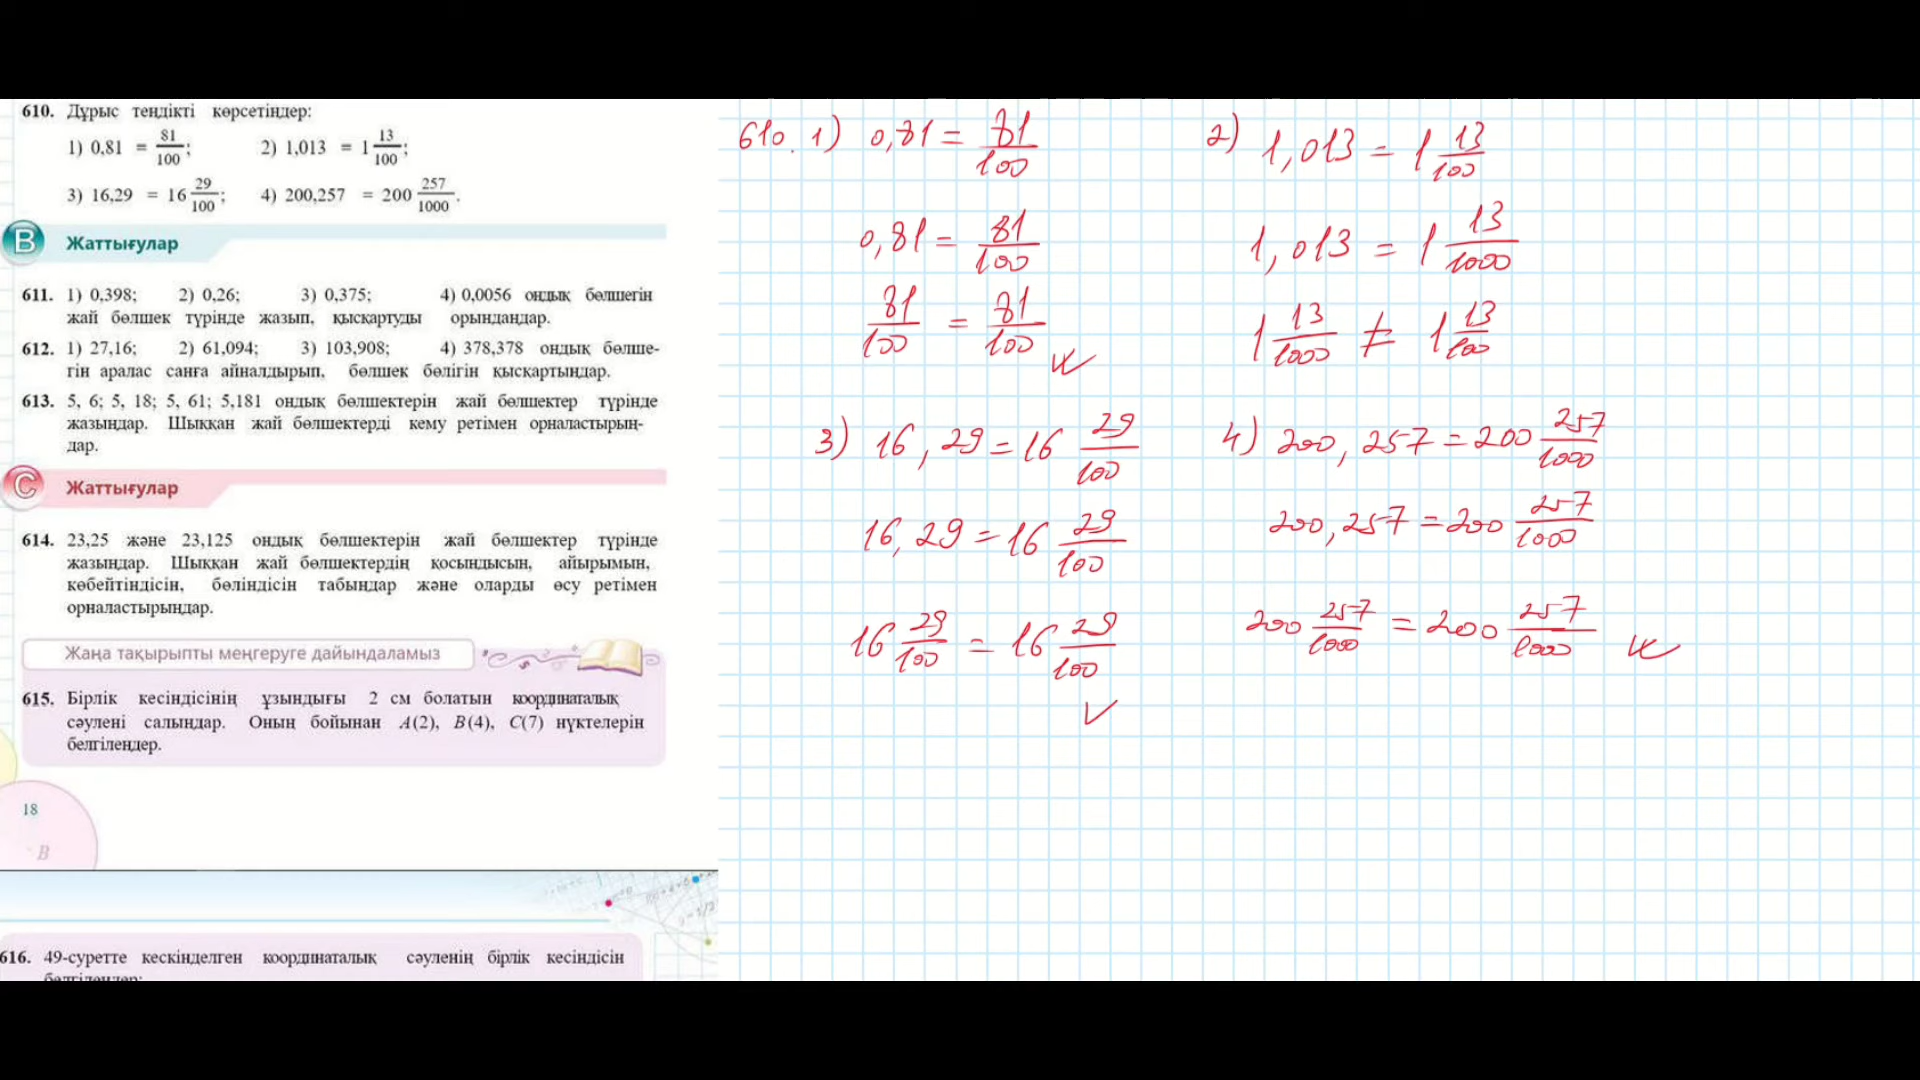 610. Дұрыс теңдікті көрсетіңдер:
1) 0,81 = 81/100; 2) 1,013 = 1 13/100;
3) 16,29 = 16 29/100; 4) 200,257 = 200 257/1000.
B Жаттығулар
611. 1) 0,398; 2) 0,26; 3) 0,375; 4) 0,0056 ондық бөлшегін
жай бөлшек түрінде жазып, қысқартуды орындаңдар.
612. 1) 27,16; 2) 61,094; 3) 103,908; 4) 378,378 ондық бөлше-
гін аралас санға айналдырып, бөлшек бөлігін қысқартыңдар.
613. 5, 6; 5, 18; 5, 61; 5,181 ондық бөлшектерін жай бөлшектер түрінде
жазыңдар. Шыққан жай бөлшектерді кему ретімен орналастырың-
дар.
C Жаттығулар
614. 23,25 және 23,125 ондық бөлшектерін жай бөлшектер түрінде
жазыңдар. Шыққан жай бөлшектердің қосындысын, айырымын,
көбейтіндісін, бөліндісін табыңдар және оларды өсу ретімен
орналастырыңдар.
Жаңа тақырыпты меңгеруге дайындаламыз
615. Бірлік кесіндісінің ұзындығы 2 см болатын координаталық
сәулені салыңдар. Оның бойынан A(2), B(4), C(7) нүктелерін
белгілеңдер.
18
B
616. 49-суретте кескінделген координаталық сәуленің бірлік кесіндісін
белгілеңдер:
610. 1) 0,81 = 81/100
0,81 = 81/100
81/100 = 81/100
2) 1,013 = 1 13/100
1,013 = 1 13/1000
1 13/1000 ≠ 1 13/100
3) 16,29 = 16 29/100
16,29 = 16 29/100
16 29/100 = 16 29/100
4) 200,257 = 200 257/1000
200,257 = 200 257/1000
200 257/1000 = 200 257/1000